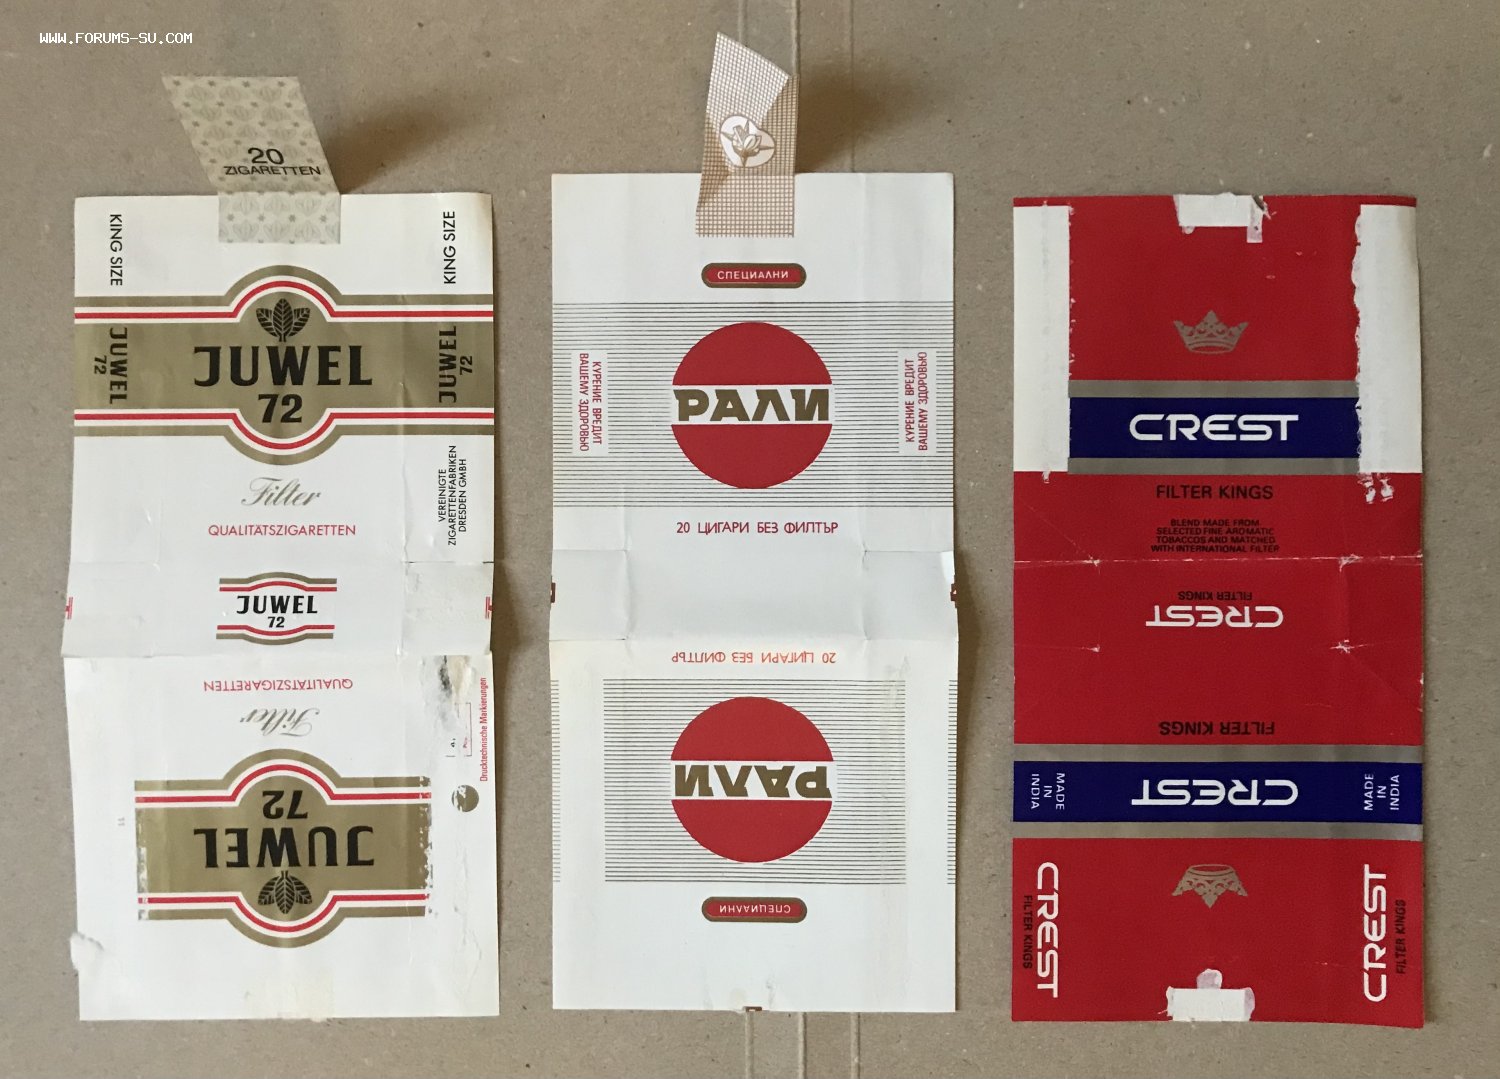 WWW.FORUMS-SU.COM
20
ZIGARETTEN
KING SIZE
KING SIZE
JUWEL
72
JUWEL
72
JUWEL
72
Filter
QUALITÄTSZIGARETTEN
VEREINIGTE
ZIGARETTENFABRIKEN
DRESDEN GMBH
JUWEL
72
QUALITÄTSZIGARETTEN
Filter
Drucktechnische Markierungen
72
JUWEL
11
СПЕЦИАЛНИ
КУРЕНИЕ ВРЕДИТ
ВАШЕМУ ЗДОРОВЬЮ
РАЛИ
КУРЕНИЕ ВРЕДИТ
ВАШЕМУ ЗДОРОВЬЮ
20 ЦИГАРИ БЕЗ ФИЛТЪР
20 ЦИГАРИ БЕЗ ФИЛТЪР
РАЛИ
СПЕЦИАЛНИ
CREST
FILTER KINGS
BLEND MADE FROM
SELECTED FINE AROMATIC
TOBACCOS AND MATCHED
WITH INTERNATIONAL FILTER
FILTER KINGS
CREST
FILTER KINGS
MADE
IN
INDIA
CREST
MADE
IN
INDIA
CREST
FILTER KINGS
CREST
FILTER KINGS